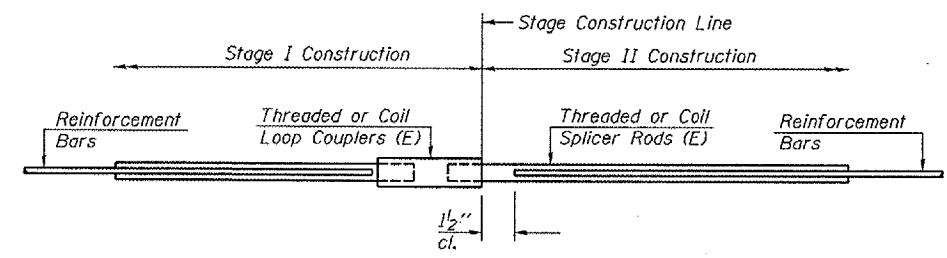 Stage Construction Line
Stage I Construction
Stage II Construction
Reinforcement
Bars
Threaded or Coil
Loop Couplers (E)
Threaded or Coil
Splicer Rods (E)
Reinforcement
Bars
1½"
cl.